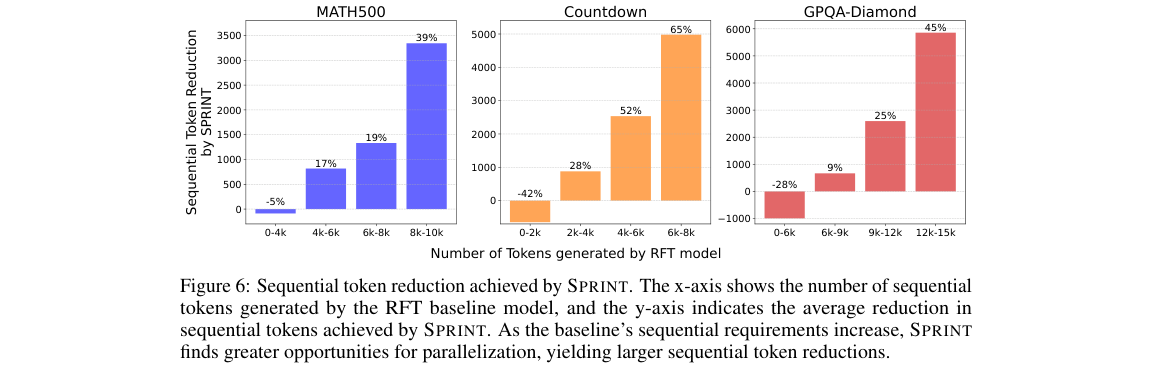 MATH500
Countdown
GPQA-Diamond
Sequential Token Reduction
by SPRINT
3500
3000
2500
2000
1500
1000
500
0
-5%
17%
19%
39%
0-4k
4k-6k
6k-8k
8k-10k
5000
4000
3000
2000
1000
0
-42%
28%
52%
65%
0-2k
2k-4k
4k-6k
6k-8k
6000
5000
4000
3000
2000
1000
0
−1000
-28%
9%
25%
45%
0-6k
6k-9k
9k-12k
12k-15k
Number of Tokens generated by RFT model
Figure 6: Sequential token reduction achieved by SPRINT. The x-axis shows the number of sequential
tokens generated by the RFT baseline model, and the y-axis indicates the average reduction in
sequential tokens achieved by SPRINT. As the baseline's sequential requirements increase, SPRINT
finds greater opportunities for parallelization, yielding larger sequential token reductions.